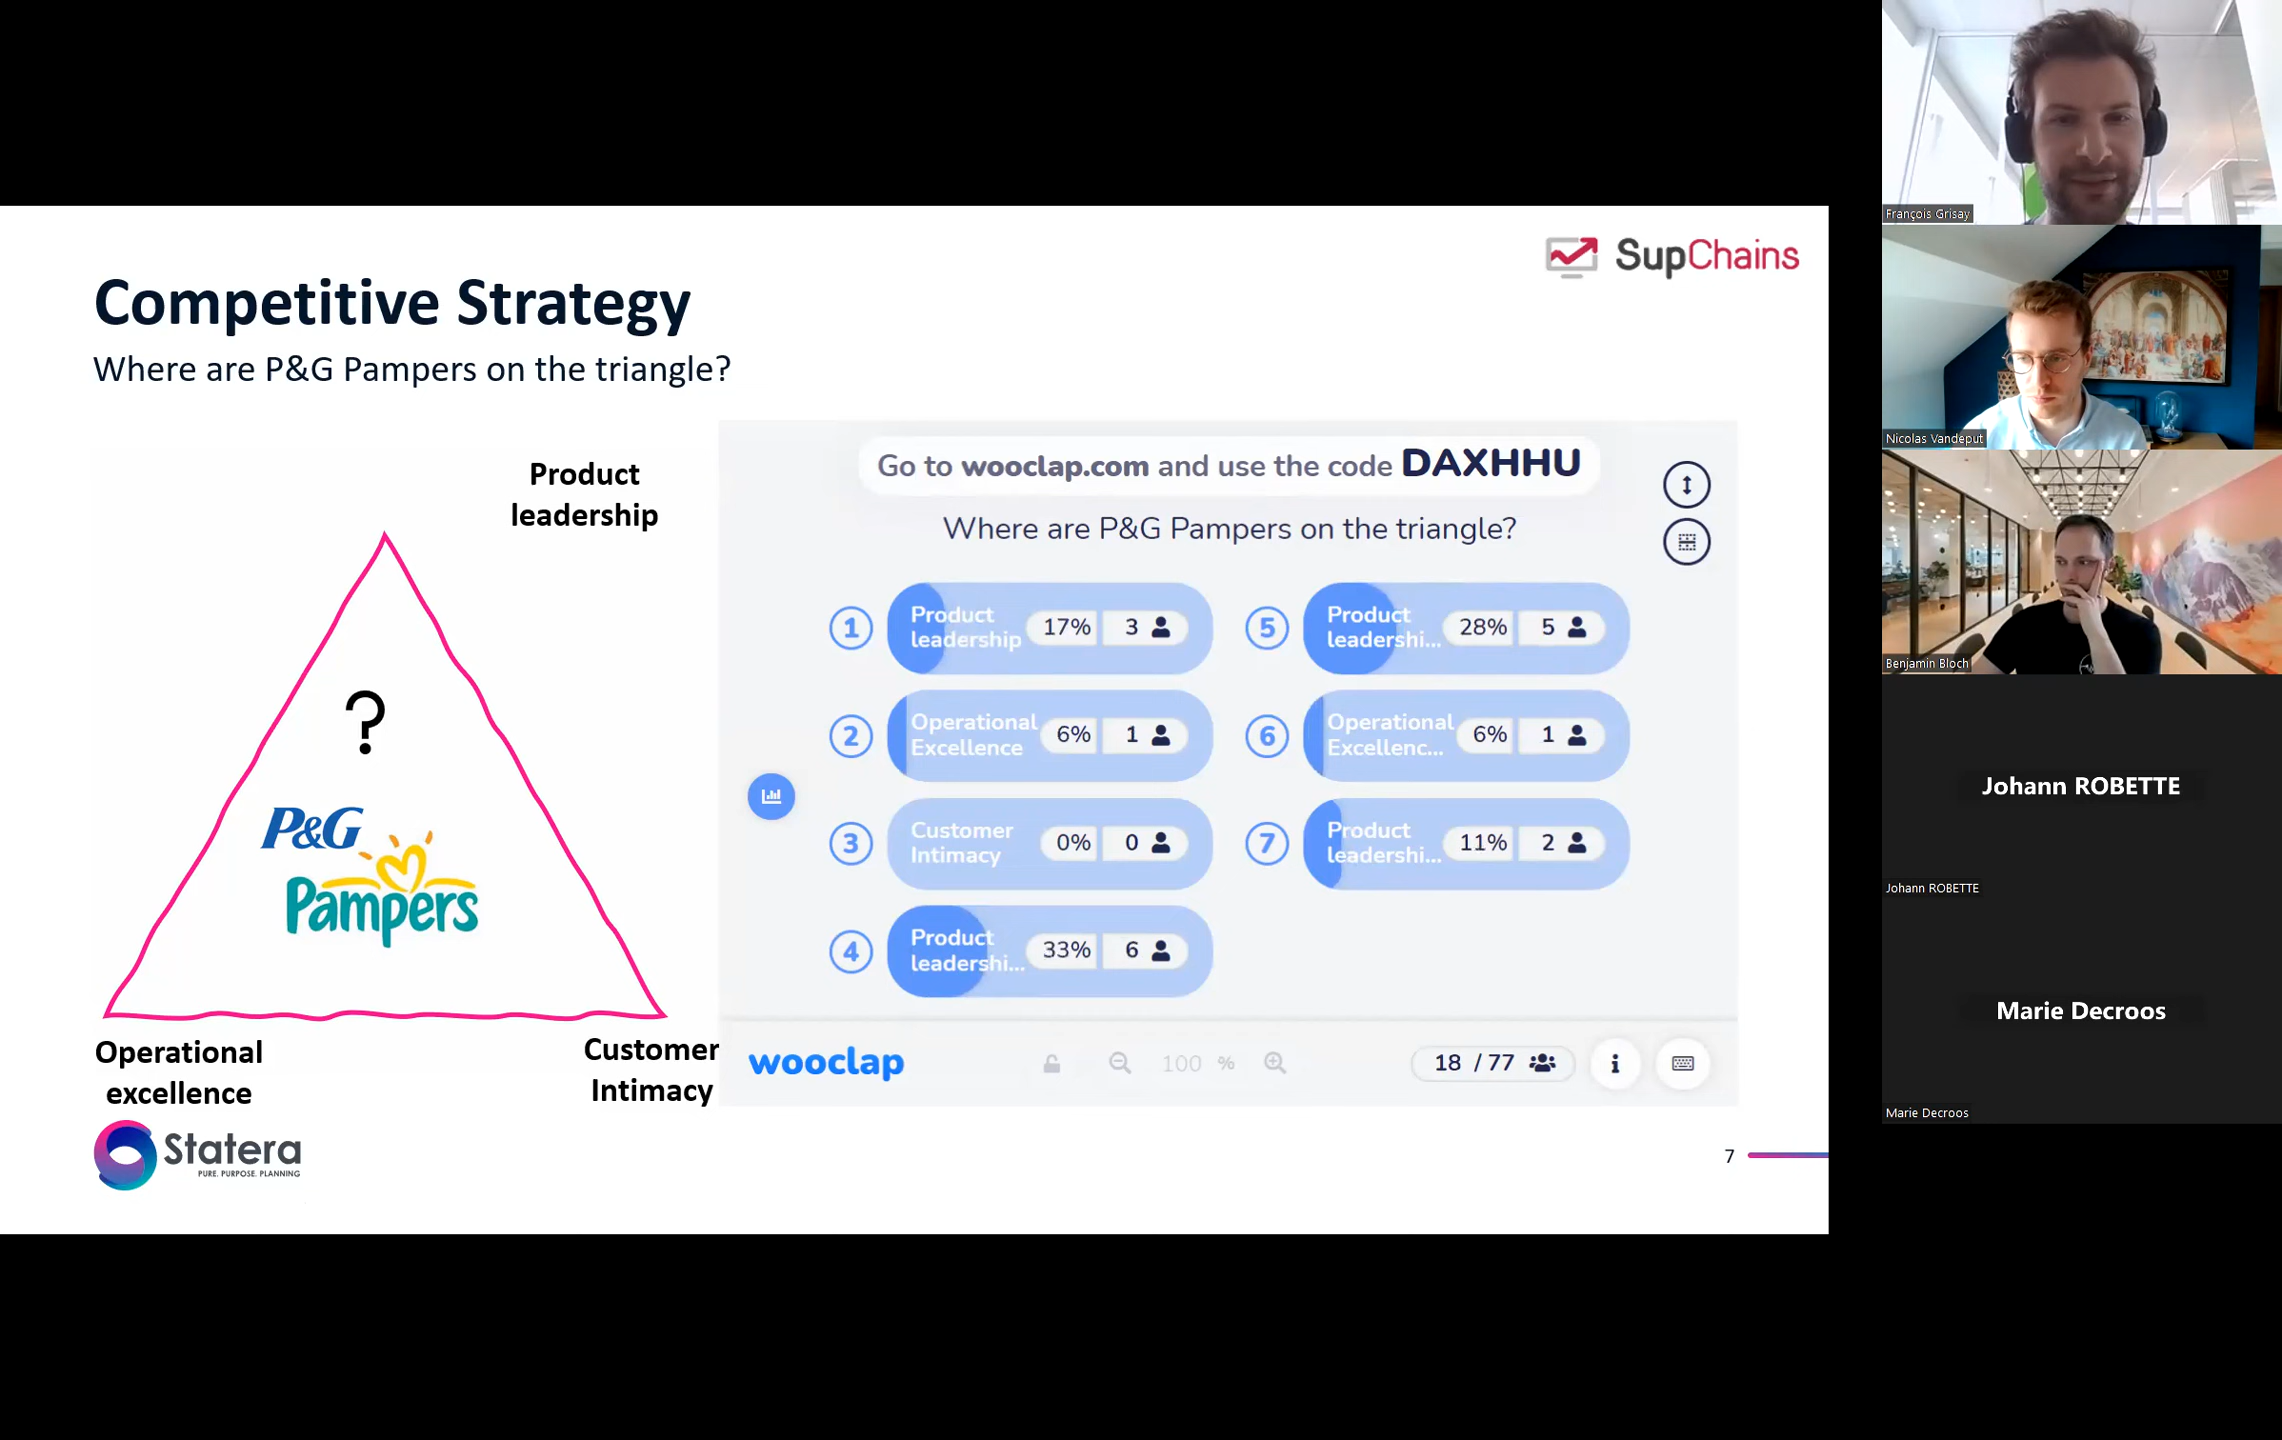 SupChains
Competitive Strategy
Where are P&G Pampers on the triangle?
Product
leadership
?
P&G
Pampers
Operational
excellence
Customer
Intimacy
Go to wooclap.com and use the code DAXHHU
Where are P&G Pampers on the triangle?
1 Product leadership 17% 3
2 Operational Excellence 6% 1
3 Customer Intimacy 0% 0
4 Product leadershi... 33% 6
5 Product leadershi... 28% 5
6 Operational Excellenc... 6% 1
7 Product leadershi... 11% 2
wooclap
100 %
18 / 77
i
Statera
PURE. PURPOSE. PLANNING
7
François Grisay
Nicolas Vandeput
Benjamin Bloch
Johann ROBETTE
Johann ROBETTE
Marie Decroos
Marie Decroos